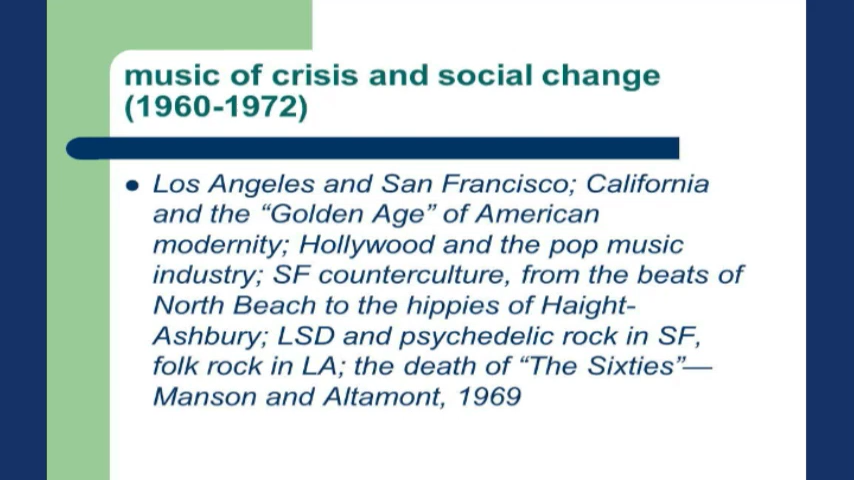 music of crisis and social change
(1960-1972)
● Los Angeles and San Francisco; California
and the “Golden Age” of American
modernity; Hollywood and the pop music
industry; SF counterculture, from the beats of
North Beach to the hippies of Haight-
Ashbury; LSD and psychedelic rock in SF,
folk rock in LA; the death of “The Sixties”—
Manson and Altamont, 1969